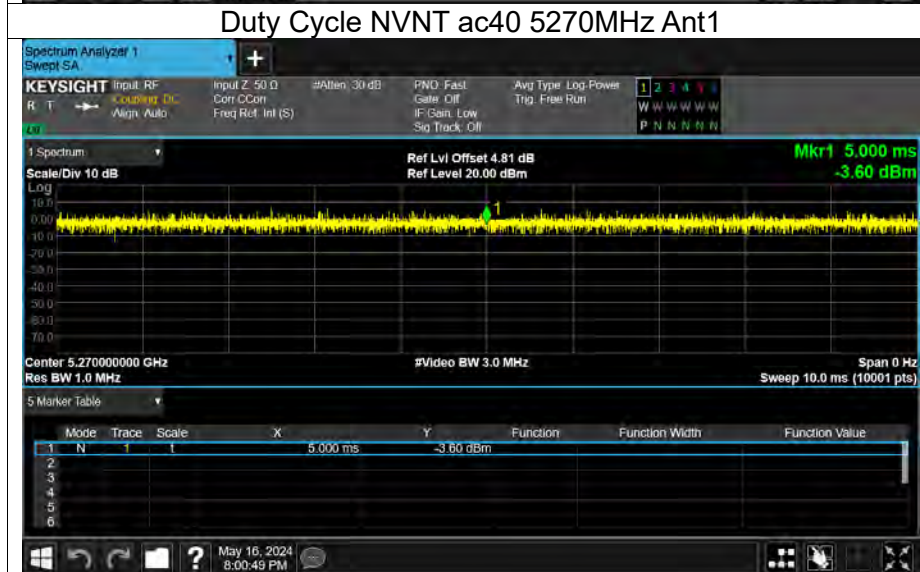 Duty Cycle NVNT ac40 5270MHz Ant1
Spectrum Analyzer 1
Swept SA
+
KEYSIGHT Input: RF Input Z: 50 Ω #Atten: 30 dB PNO: Fast Avg Type: Log-Power 1 2 3 4 5 6
R T Coupling: DC Corr CCorr Gate: Off Trig: Free Run W W W W W W
Align: Auto Freq Ref: Int (S) IF Gain: Low
Sig Track: Off P N N N N N
1 Spectrum Ref Lvl Offset 4.81 dB Mkr1 5.000 ms
Scale/Div 10 dB Ref Level 20.00 dBm -3.60 dBm
Log
10.0
0.00
-10.0
-20.0
-30.0
-40.0
-50.0
-60.0
-70.0
1
Center 5.270000000 GHz #Video BW 3.0 MHz Span 0 Hz
Res BW 1.0 MHz Sweep 10.0 ms (10001 pts)
5 Marker Table
Mode Trace Scale X Y Function Function Width Function Value
1 N 1 t 5.000 ms -3.60 dBm
2
3
4
5
6
? May 16, 2024
8:00:49 PM